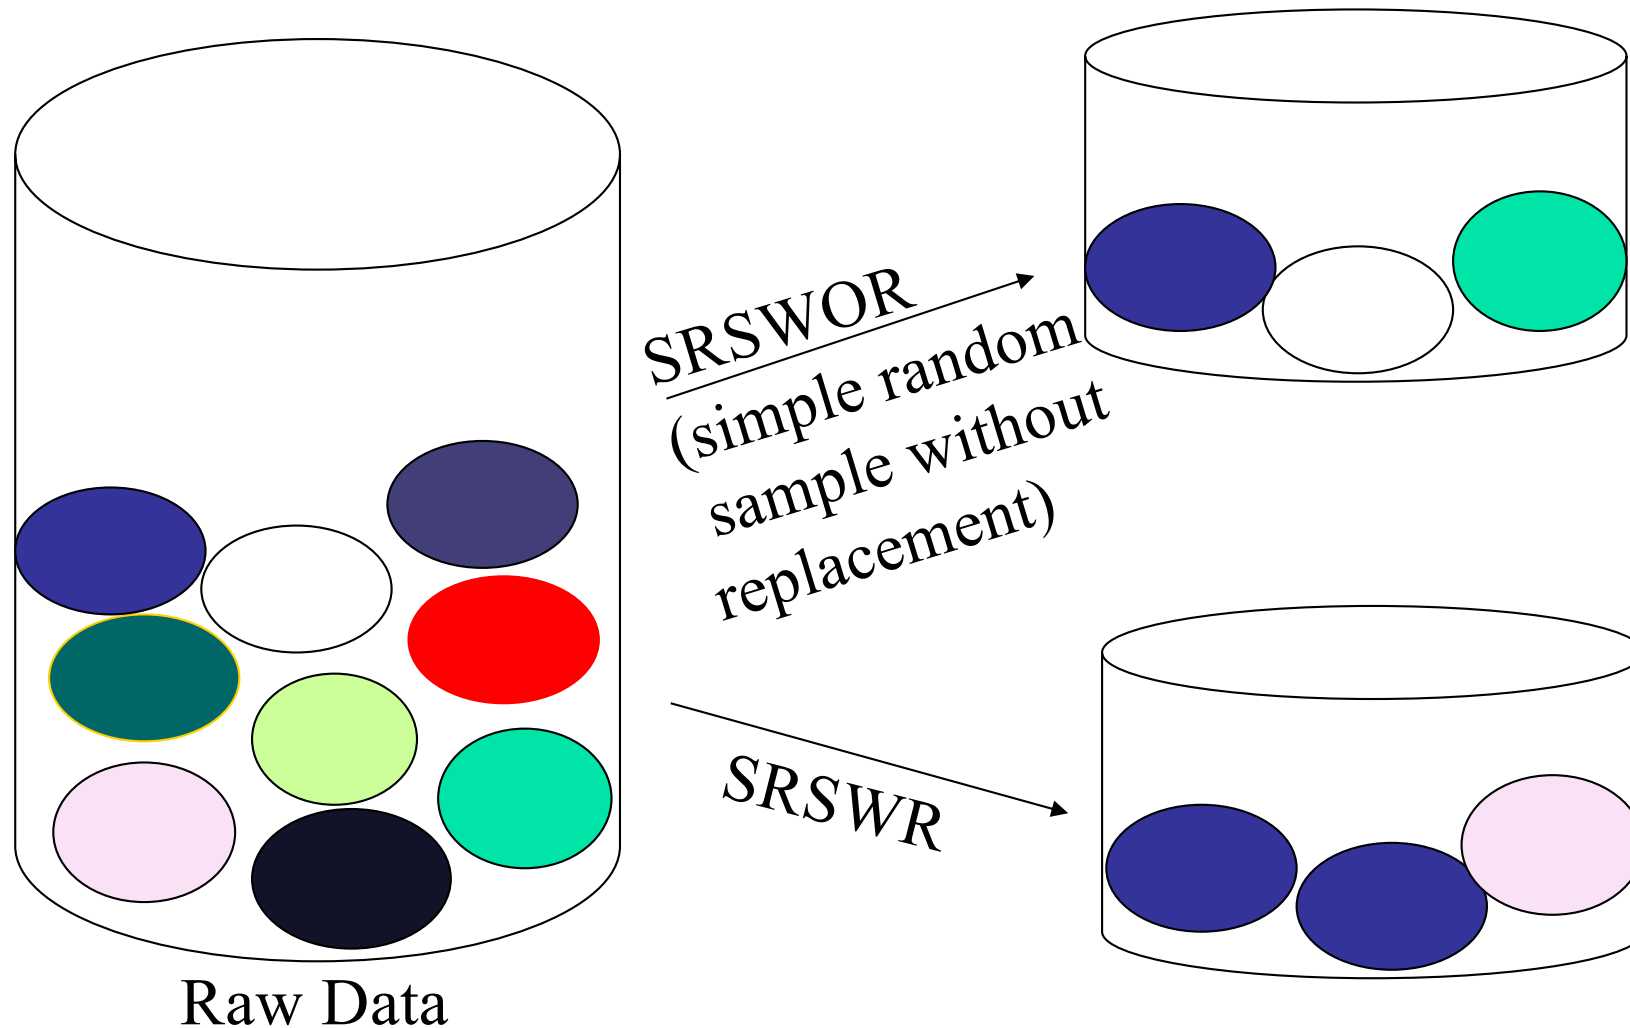 SRSWOR
(simple random
sample without
replacement)
SRSWR
Raw Data